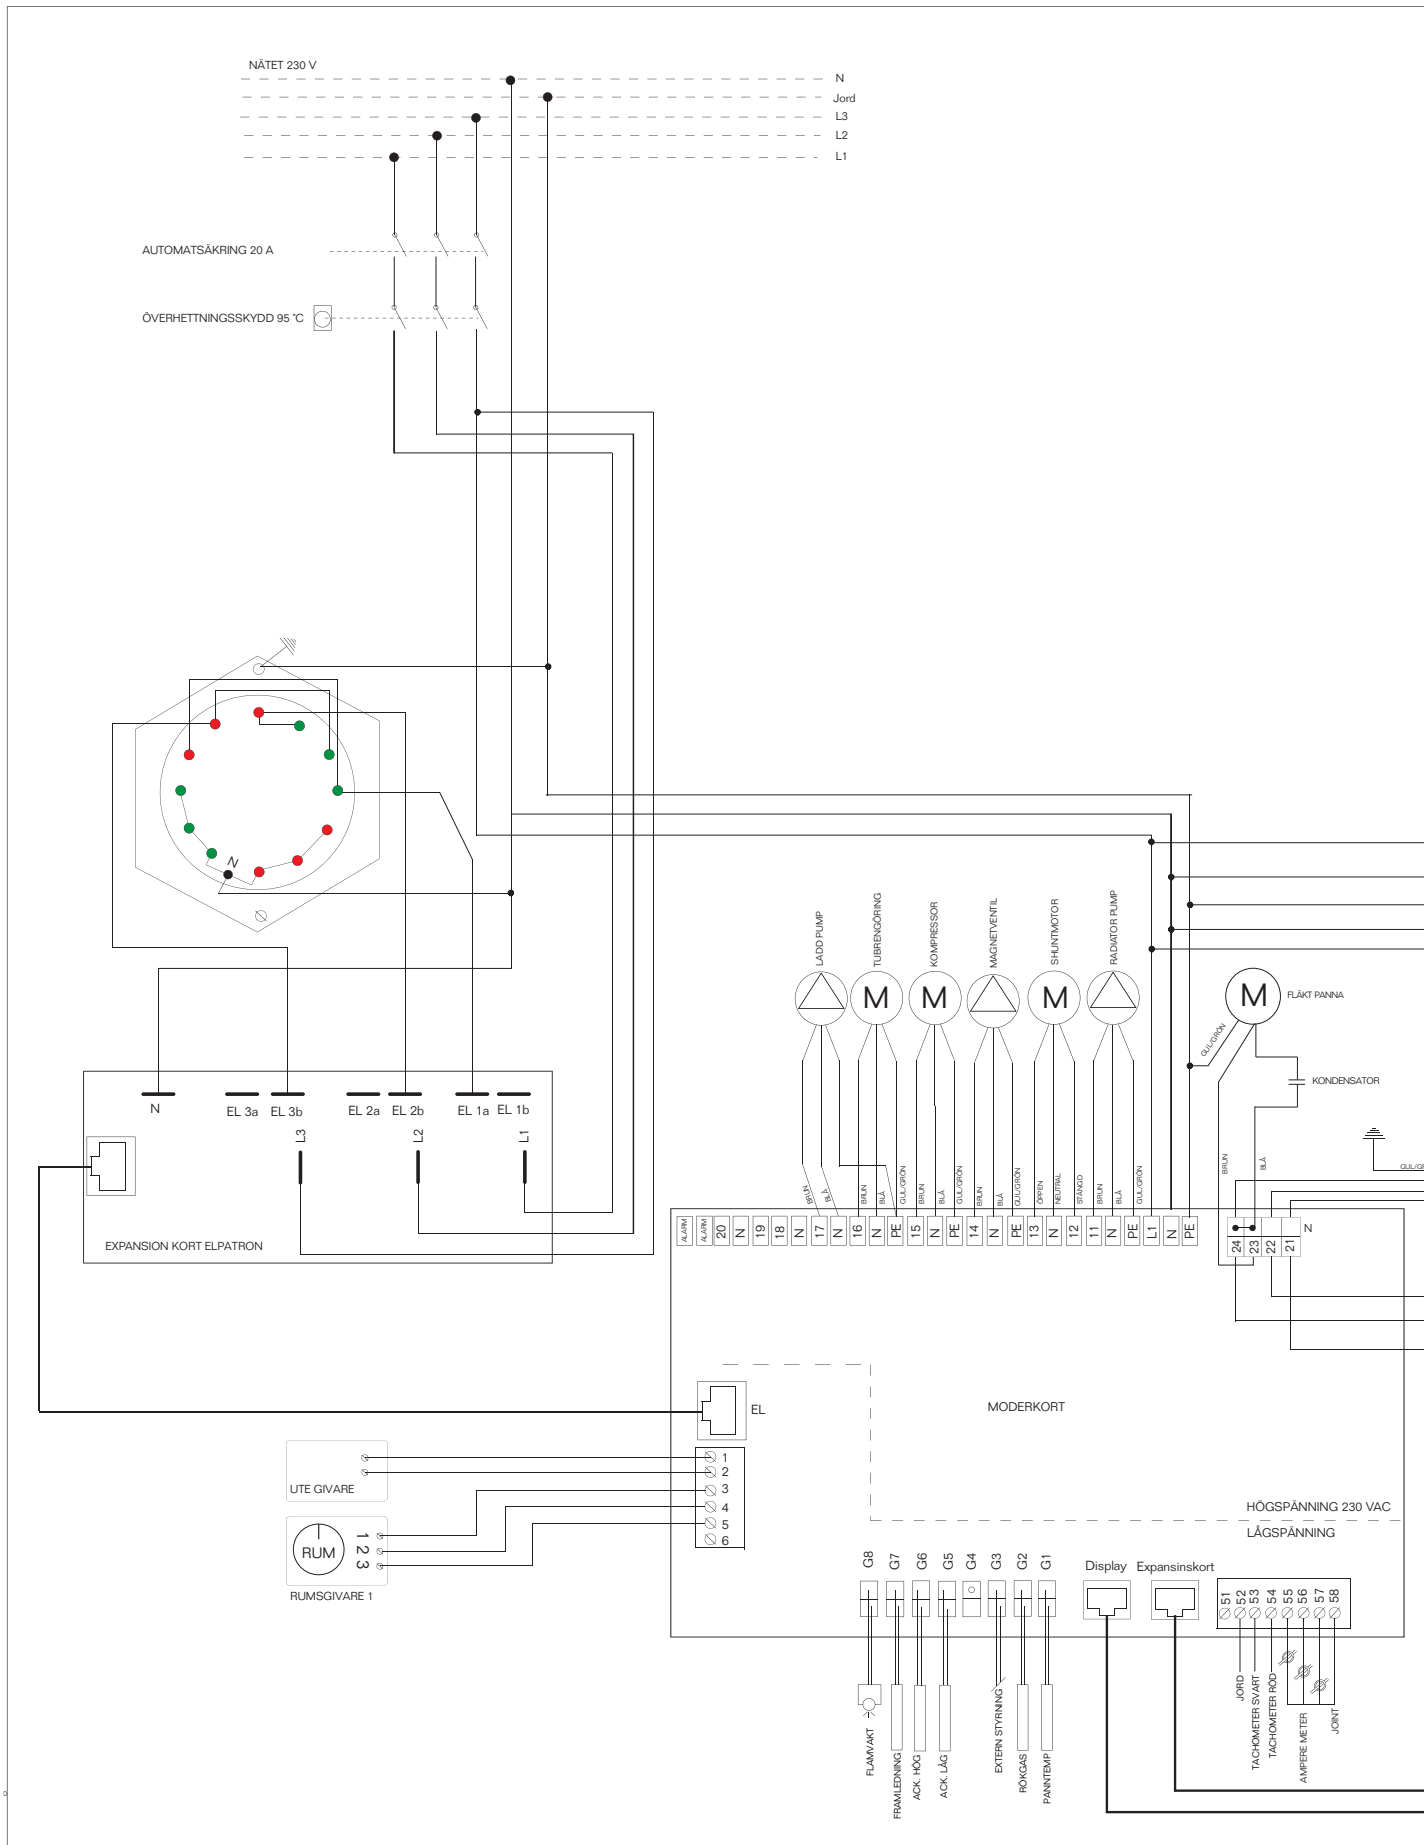 NÄTET 230 V
N
Jord
L3
L2
L1
AUTOMATSÄKRING 20 A
ÖVERHETTNINGSSKYDD 95 °C
N
LADD PUMP
TUBRENGÖRING
KOMPRESSOR
MAGNETVENTIL
SHUNTMOTOR
RADIATOR PUMP
M
M
M
M
FLÄKT PANNA
GUL/GRÖN
KONDENSATOR
BRUN
BLÅ
GUL/GR
N
EL 3a
EL 3b
EL 2a
EL 2b
EL 1a
EL 1b
L3
L2
L1
EXPANSION KORT ELPATRON
BRUN
BLÅ
BRUN
BLÅ
GUL/GRÖN
BRUN
BLÅ
GUL/GRÖN
BRUN
BLÅ
GUL/GRÖN
ÖPPEN
NEUTRAL
STÄNGD
BRUN
BLÅ
GUL/GRÖN
ALARM
ALARM
20
N
19
18
N
17
N
16
N
PE
15
N
PE
14
N
PE
13
N
12
11
N
PE
L1
N
PE
N
24
23
22
21
EL
MODERKORT
1
2
3
4
5
6
UTE GIVARE
RUM
1
2
3
RUMSGIVARE 1
HÖGSPÄNNING 230 VAC
LÅGSPÄNNING
G8
G7
G6
G5
G4
G3
G2
G1
Display
Expansinskort
51
52
53
54
55
56
57
58
FLAMVAKT
FRAMLEDNING
ACK. HÖG
ACK. LÅG
EXTERN STYRNING
RÖKGAS
PANNTEMP
JORD
TACHOMETER SVART
TACHOMETER RÖD
AMPERE METER
JOINT
D